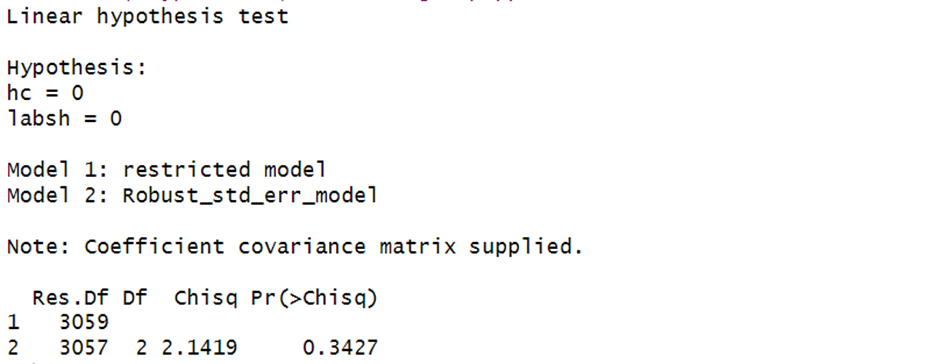 Linear hypothesis test
Hypothesis:
hc = 0
labsh = 0
Model 1: restricted model
Model 2: Robust_std_err_model
Note: Coefficient covariance matrix supplied.
Res.Df Df Chisq Pr(>Chisq)
1 3059
2 3057 2 2.1419 0.3427